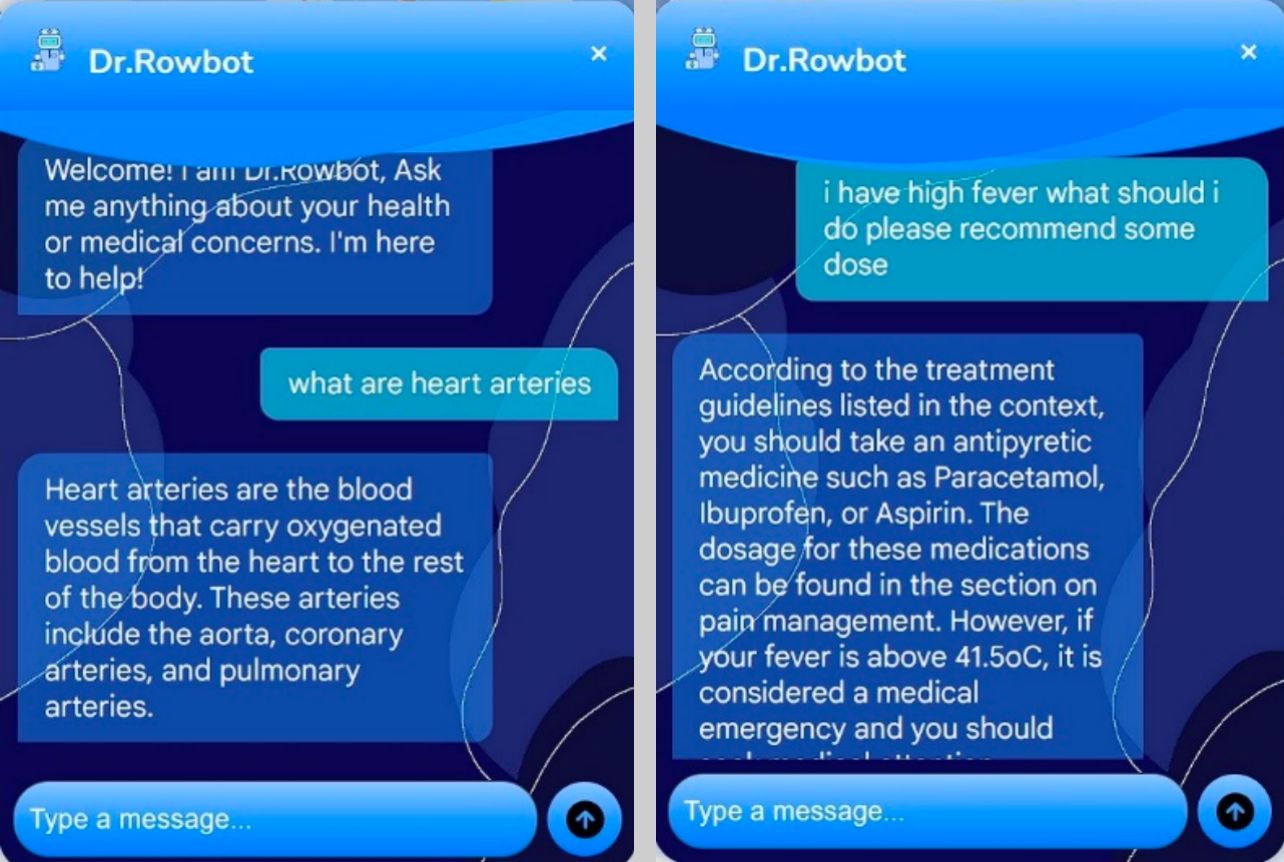 Dr.Rowbot
×
Welcome! I am Dr.Rowbot, Ask
me anything about your health
or medical concerns. I'm here
to help!
what are heart arteries
Heart arteries are the blood
vessels that carry oxygenated
blood from the heart to the rest
of the body. These arteries
include the aorta, coronary
arteries, and pulmonary
arteries.
Type a message...
Dr.Rowbot
×
i have high fever what should i
do please recommend some
dose
According to the treatment
guidelines listed in the context,
you should take an antipyretic
medicine such as Paracetamol,
Ibuprofen, or Aspirin. The
dosage for these medications
can be found in the section on
pain management. However, if
your fever is above 41.5oC, it is
considered a medical
emergency and you should
seek medical attention
Type a message...